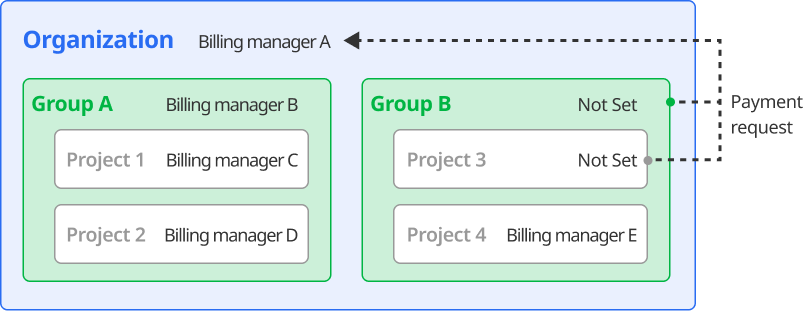 Organization Billing manager A
Group A Billing manager B
Project 1 Billing manager C
Project 2 Billing manager D
Group B Not Set
Project 3 Not Set
Project 4 Billing manager E
Payment
request